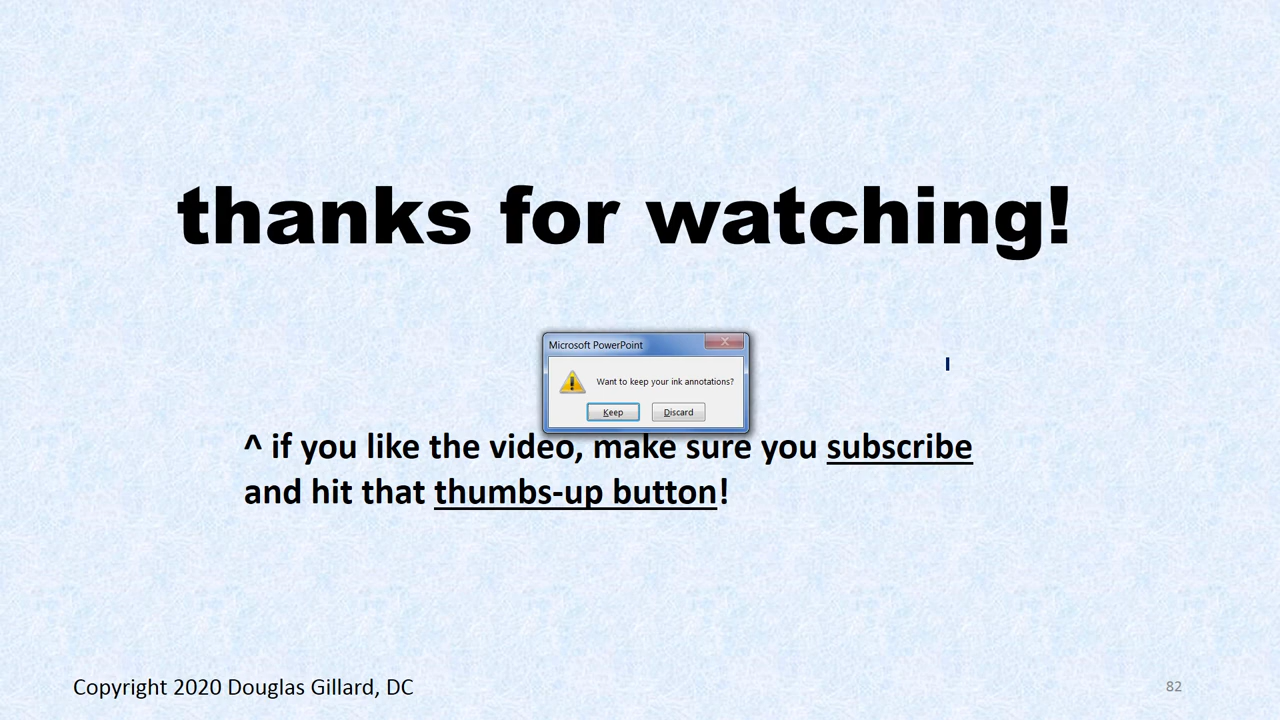 thanks for watching!
Microsoft PowerPoint
Want to keep your ink annotations?
Keep Discard
^ if you like the video, make sure you subscribe
and hit that thumbs-up button!
Copyright 2020 Douglas Gillard, DC
82